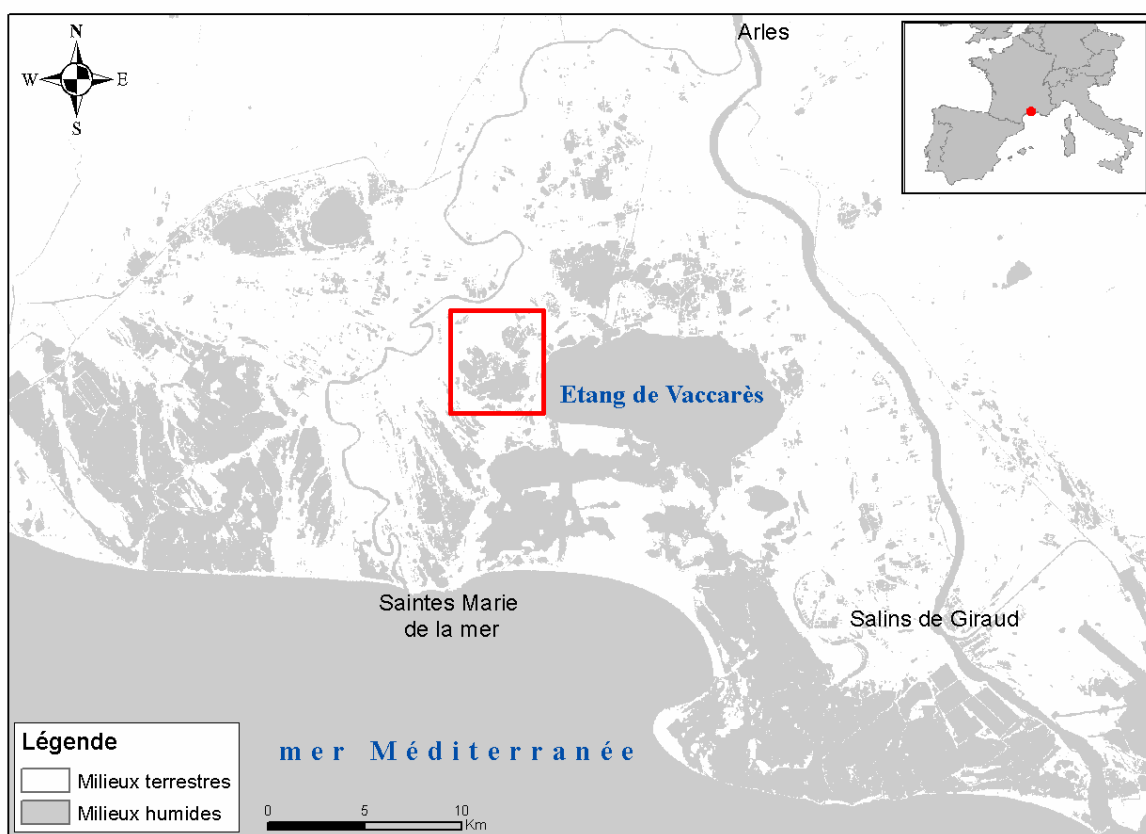 Arles
N
W E
S
Etang de Vaccarès
Saintes Marie
de la mer
Salins de Giraud
mer Méditerranée
Légende
Milieux terrestres
Milieux humides
0 5 10
Km